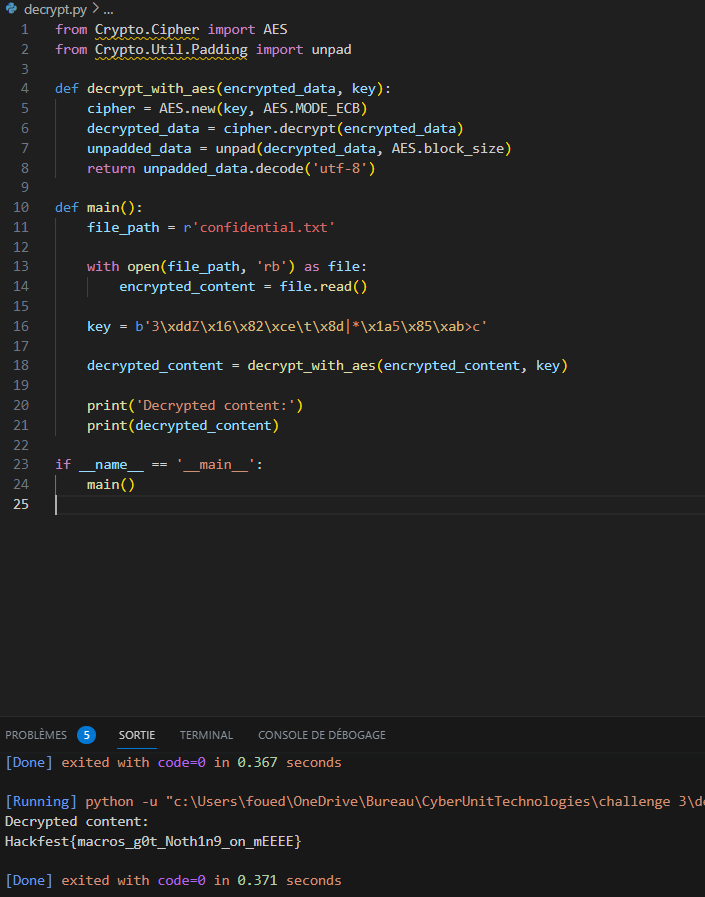 decrypt.py > ...
1 from Crypto.Cipher import AES
2 from Crypto.Util.Padding import unpad
3
4 def decrypt_with_aes(encrypted_data, key):
5     cipher = AES.new(key, AES.MODE_ECB)
6     decrypted_data = cipher.decrypt(encrypted_data)
7     unpadded_data = unpad(decrypted_data, AES.block_size)
8     return unpadded_data.decode('utf-8')
9
10 def main():
11     file_path = r'confidential.txt'
12
13     with open(file_path, 'rb') as file:
14         encrypted_content = file.read()
15
16     key = b'3\xddZ\x16\x82\xce\t\x8d|*\x1a5\x85\xab>c'
17
18     decrypted_content = decrypt_with_aes(encrypted_content, key)
19
20     print('Decrypted content:')
21     print(decrypted_content)
22
23 if __name__ == '__main__':
24     main()
25
PROBLÈMES 5 SORTIE TERMINAL CONSOLE DE DÉBOGAGE
[Done] exited with code=0 in 0.367 seconds
[Running] python -u "c:\Users\foued\OneDrive\Bureau\CyberUnitTechnologies\challenge 3\de
Decrypted content:
Hackfest{macros_g0t_Noth1n9_on_mEEEE}
[Done] exited with code=0 in 0.371 seconds